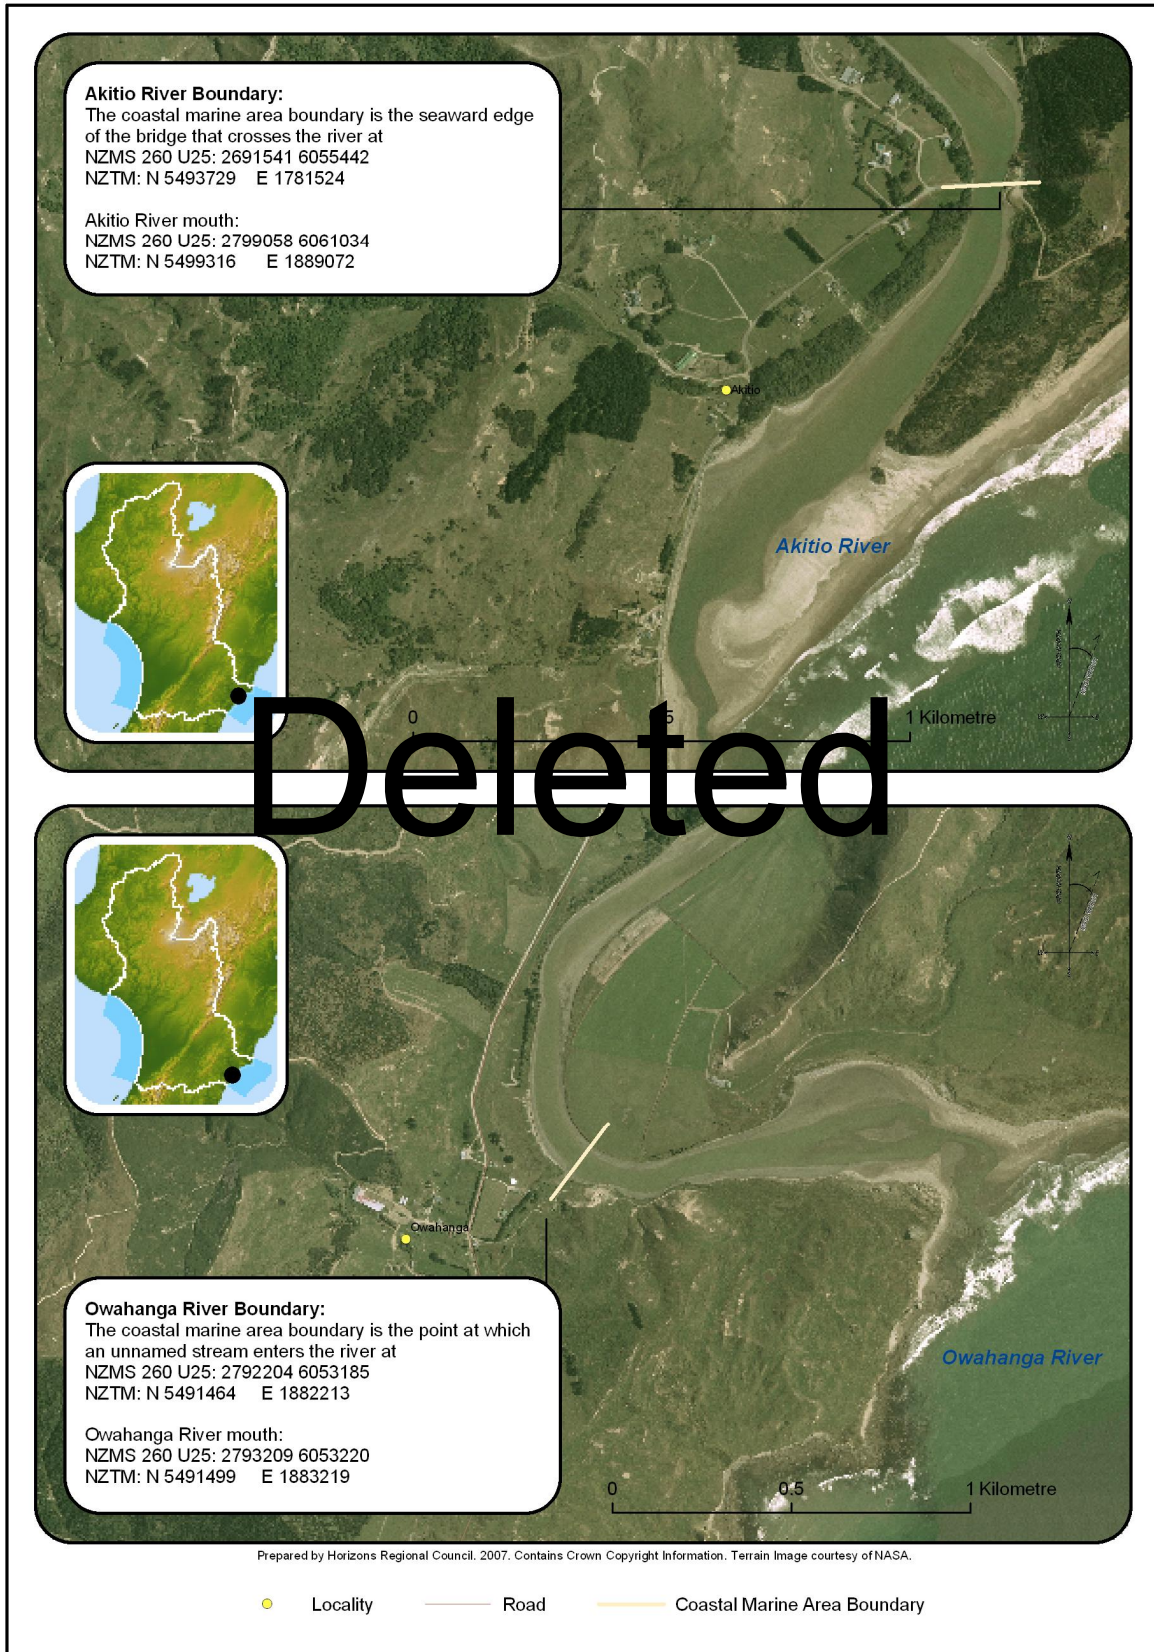 Akitio River Boundary:
The coastal marine area boundary is the seaward edge
of the bridge that crosses the river at
NZMS 260 U25: 2691541 6055442
NZTM: N 5493729 E 1781524
Akitio River mouth:
NZMS 260 U25: 2799058 6061034
NZTM: N 5499316 E 1889072
Akitio
Akitio River
0 0.5 1 Kilometre
Deleted
Owahanga
Owahanga River Boundary:
The coastal marine area boundary is the point at which
an unnamed stream enters the river at
NZMS 260 U25: 2792204 6053185
NZTM: N 5491464 E 1882213
Owahanga River mouth:
NZMS 260 U25: 2793209 6053220
NZTM: N 5491499 E 1883219
Owahanga River
0 0.5 1 Kilometre
Prepared by Horizons Regional Council. 2007. Contains Crown Copyright Information. Terrain Image courtesy of NASA.
Locality Road Coastal Marine Area Boundary